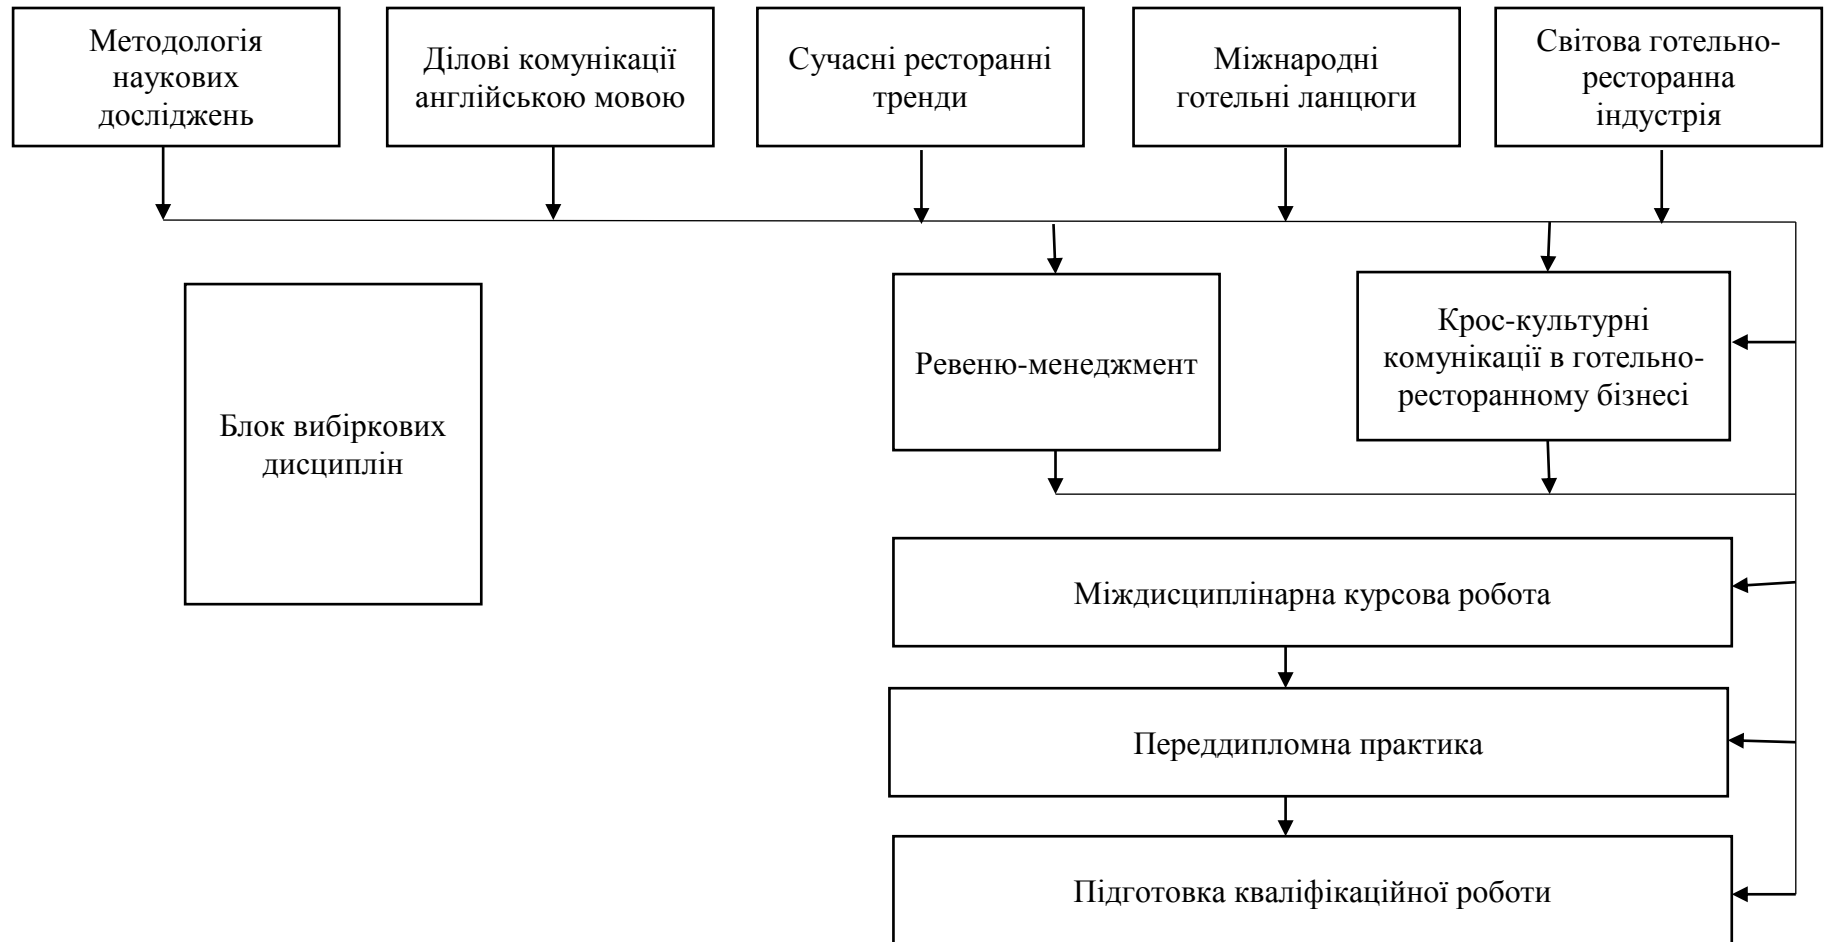 Методологія
наукових
досліджень
Ділові комунікації
англійською мовою
Сучасні ресторанні
тренди
Міжнародні
готельні ланцюги
Світова готельно-
ресторанна
індустрія
Блок вибіркових
дисциплін
Ревеню-менеджмент
Крос-культурні
комунікації в готельно-
ресторанному бізнесі
Міждисциплінарна курсова робота
Переддипломна практика
Підготовка кваліфікаційної роботи